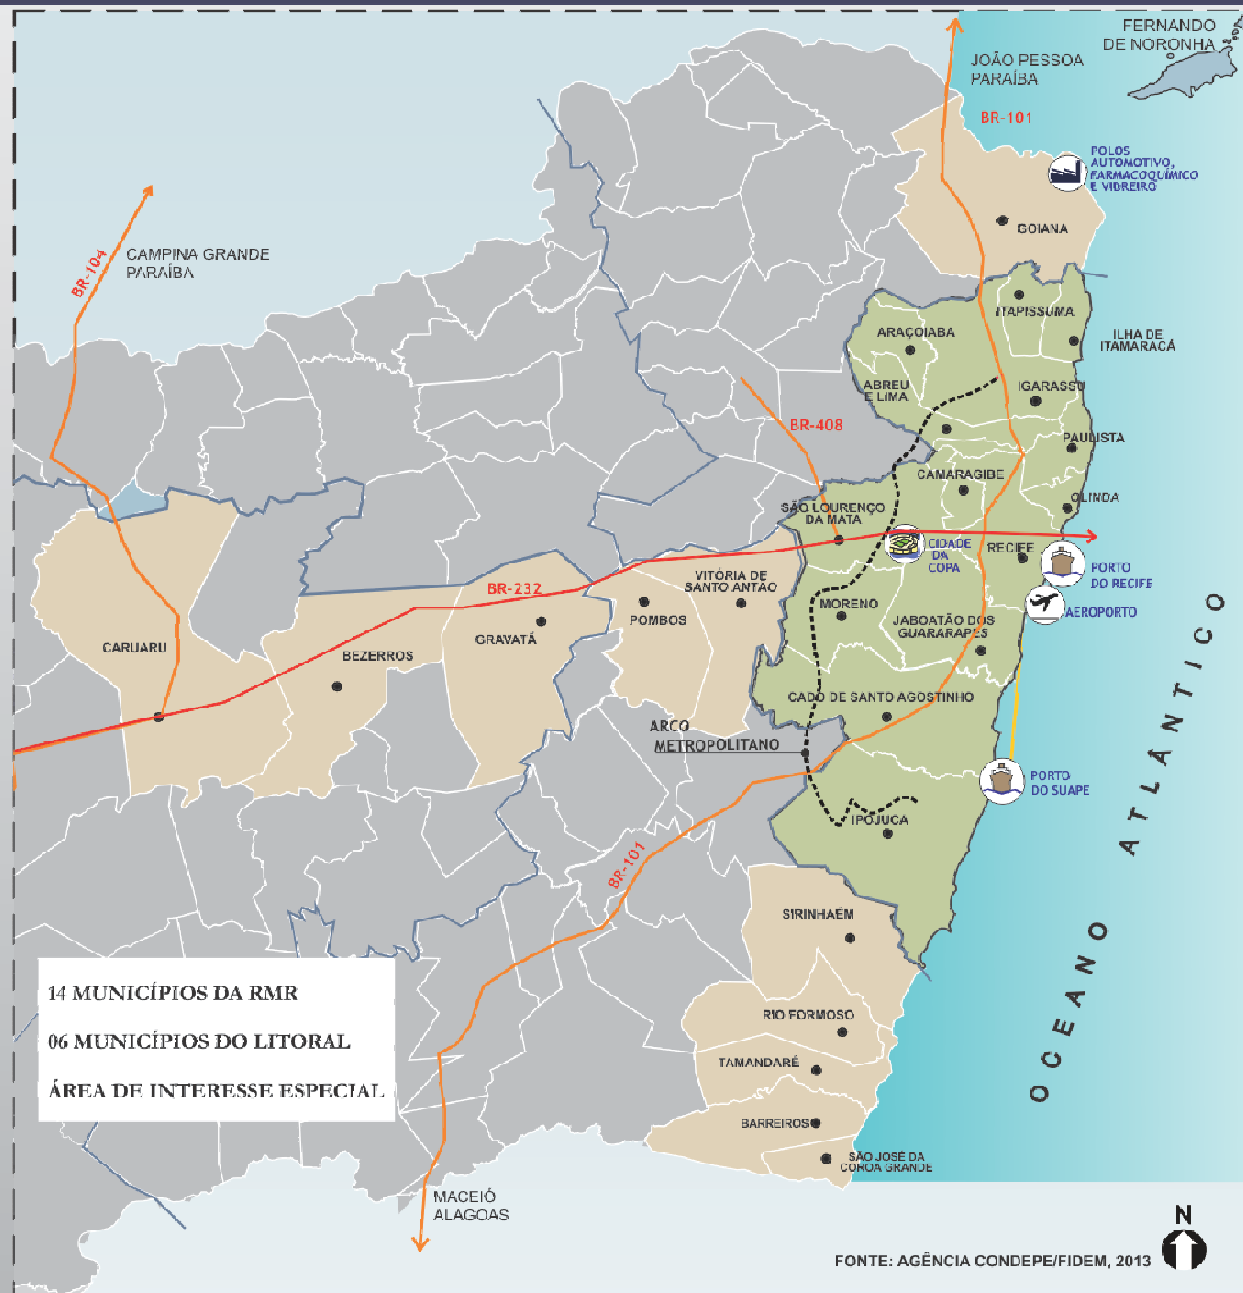 FERNANDO
DE NORONHA
JOÃO PESSOA
PARAÍBA
BR-101
POLOS
AUTOMOTIVO,
FARMACOQUÍMICO
E VIDREIRO
GOIANA
CAMPINA GRANDE
PARAÍBA
BR-104
ITAPISSUMA
ARAÇOIABA
ILHA DE
ITAMARACÁ
ABREU
E LIMA
IGARASSU
BR-408
PAULISTA
CAMARAGIBE
OLINDA
SÃO LOURENÇO
DA MATA
CIDADE
DA
COPA
RECIFE
PORTO
DO RECIFE
BR-232
VITÓRIA DE
SANTO ANTÃO
POMBOS
MORENO
AEROPORTO
JABOATÃO DOS
GUARARAPES
GRAVATÁ
CARUARU
BEZERROS
CABO DE SANTO AGOSTINHO
ARCO
METROPOLITANO
PORTO
DO SUAPE
IPOJUCA
BR-101
OCEANO ATLÂNTICO
SIRINHAÉM
RIO FORMOSO
TAMANDARÉ
BARREIROS
SÃO JOSÉ DA
COROA GRANDE
14 MUNICÍPIOS DA RMR
06 MUNICÍPIOS DO LITORAL
ÁREA DE INTERESSE ESPECIAL
MACEIÓ
ALAGOAS
N
FONTE: AGÊNCIA CONDEPE/FIDEM, 2013